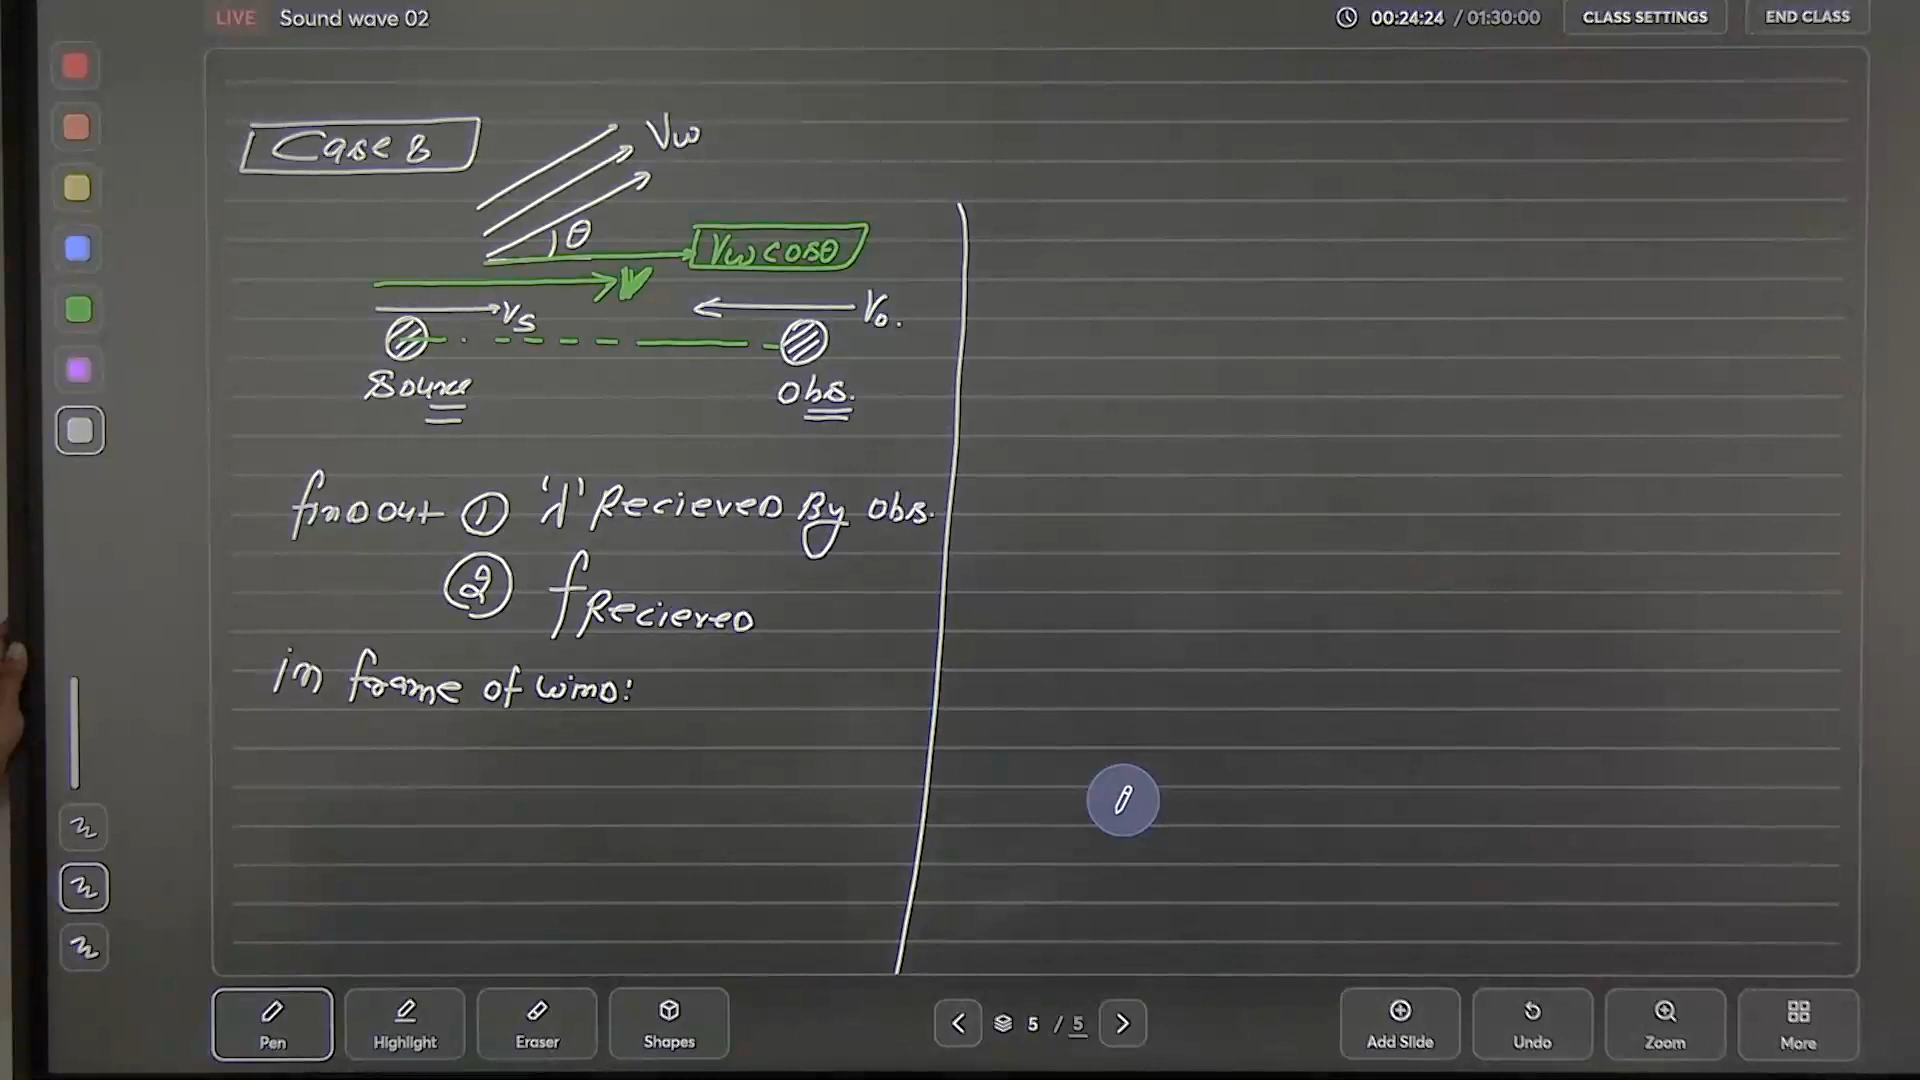 LIVE Sound wave 02
00:24:24 / 01:30:00 CLASS SETTINGS END CLASS
Case 8
Vw
θ
Vw cosθ
V
Vs
Vo.
Source
Obs.
find out ① 'λ' Recieved By obs.
② fRecieved
in frame of wind:
Pen Highlight Eraser Shapes
5 / 5
Add Slide Undo Zoom More